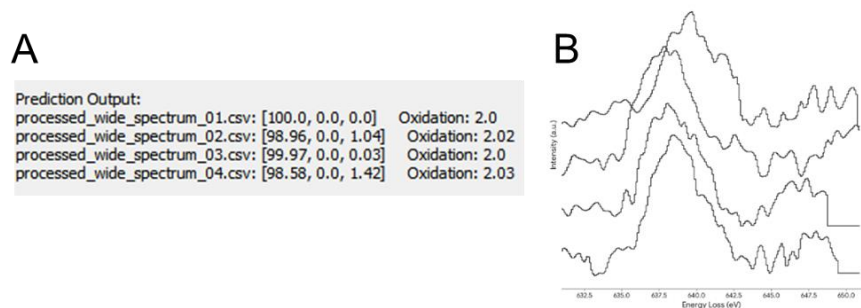 A
Prediction Output:
processed_wide_spectrum_01.csv: [100.0, 0.0, 0.0] Oxidation: 2.0
processed_wide_spectrum_02.csv: [98.96, 0.0, 1.04] Oxidation: 2.02
processed_wide_spectrum_03.csv: [99.97, 0.0, 0.03] Oxidation: 2.0
processed_wide_spectrum_04.csv: [98.58, 0.0, 1.42] Oxidation: 2.03
B
Intensity (a.u.)
632.5 635.0 637.5 640.0 642.5 645.0 647.5 650.0
Energy Loss (eV)